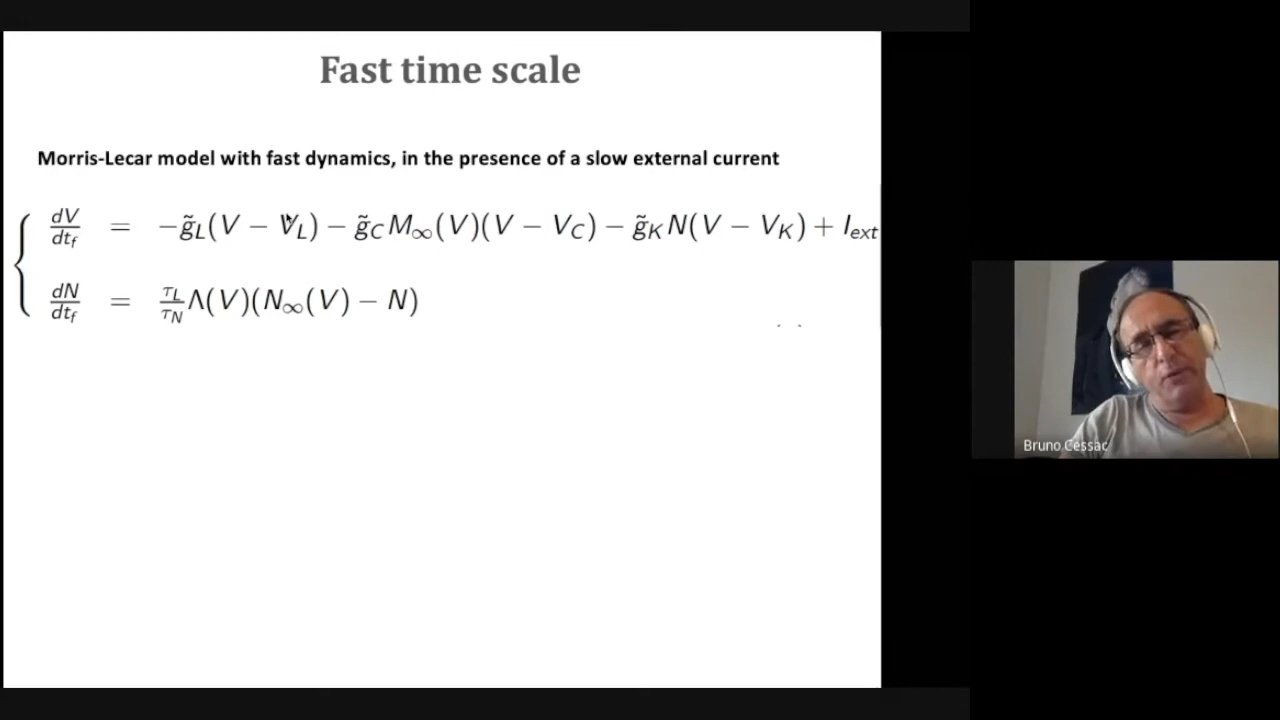 Fast time scale
Morris-Lecar model with fast dynamics, in the presence of a slow external current
dV/dt_f = −g̃_L(V − V_L) − g̃_C M_∞(V)(V − V_C) − g̃_K N(V − V_K) + I_ext
dN/dt_f = τ_L/τ_N Λ(V)(N_∞(V) − N)
Bruno Cessac